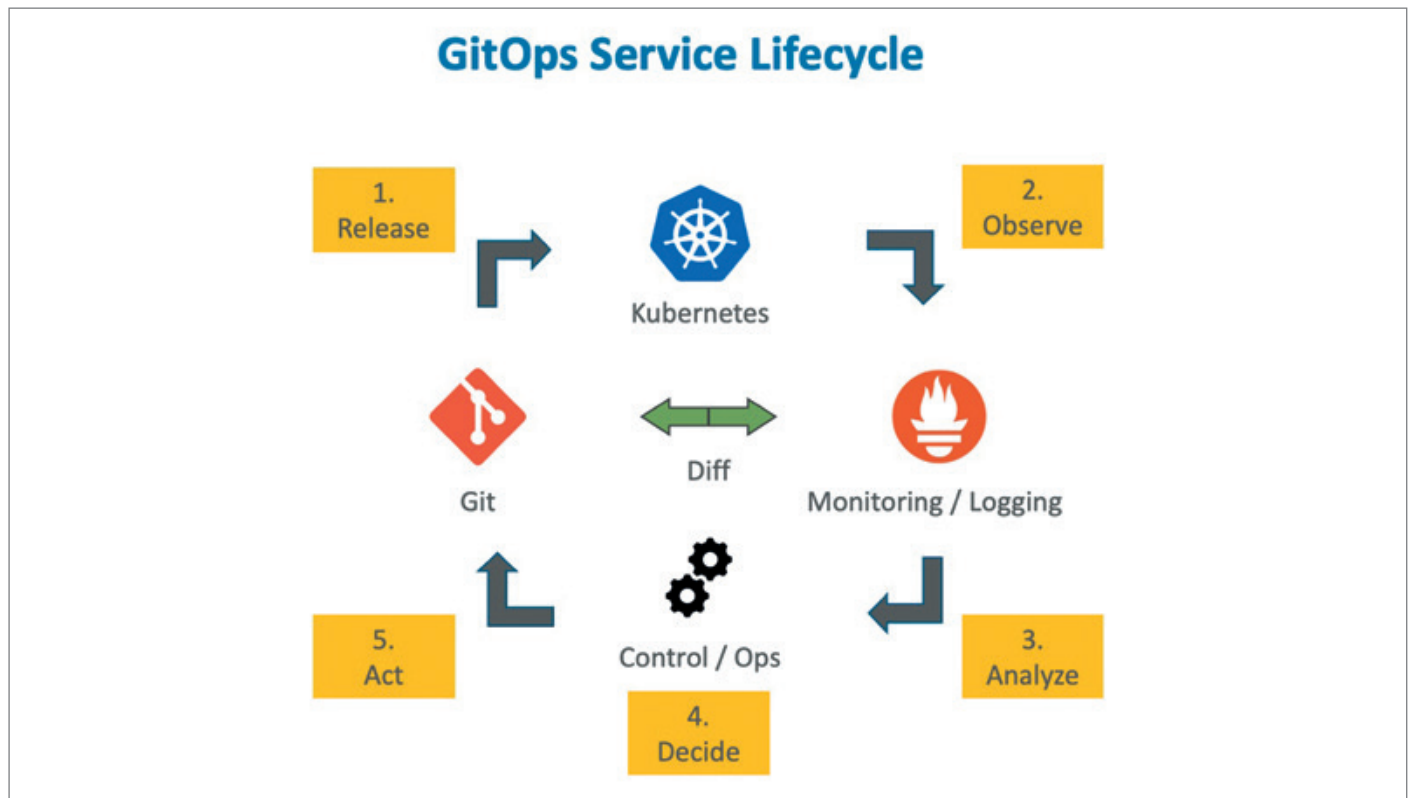 GitOps Service Lifecycle
1.
Release
2.
Observe
Kubernetes
Diff
Git
Monitoring / Logging
5.
Act
Control / Ops
3.
Analyze
4.
Decide